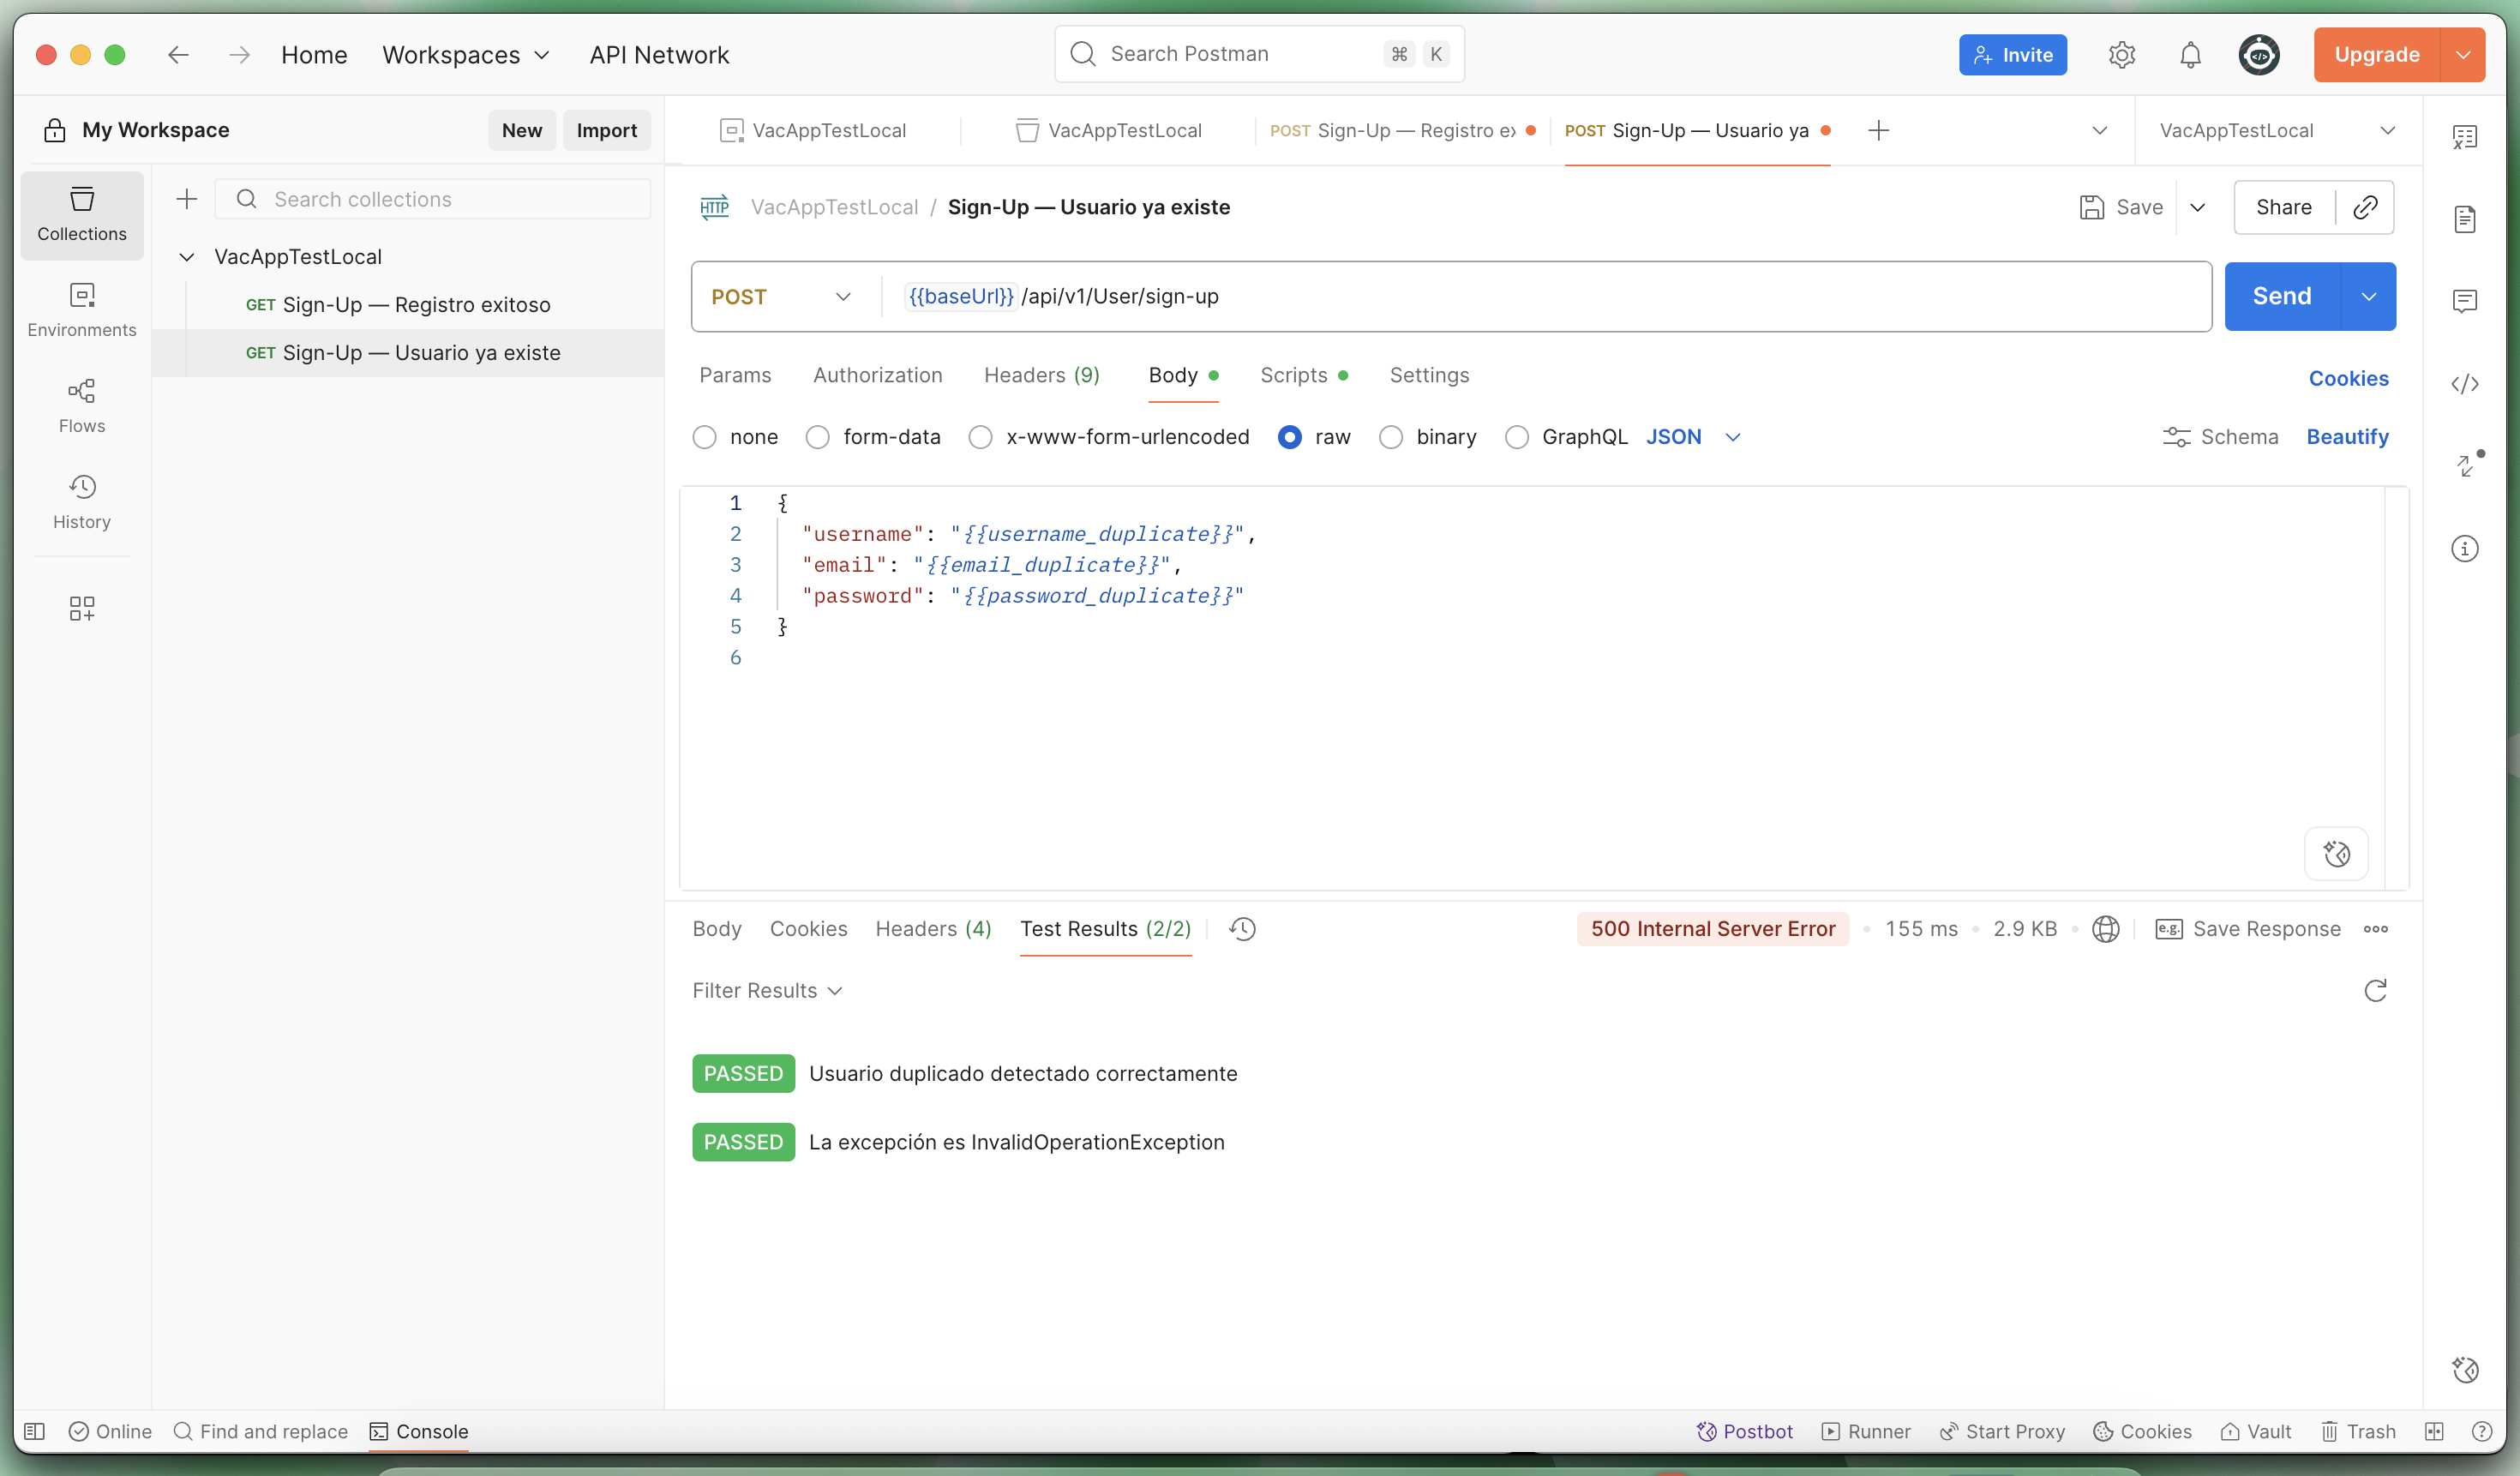 Home Workspaces API Network Search Postman ⌘ K Invite Upgrade
My Workspace New Import
VacAppTestLocal VacAppTestLocal POST Sign-Up — Registro ex POST Sign-Up — Usuario ya VacAppTestLocal
Collections
Environments
Flows
History
Search collections
VacAppTestLocal
GET Sign-Up — Registro exitoso
GET Sign-Up — Usuario ya existe
HTTP VacAppTestLocal / Sign-Up — Usuario ya existe Save Share
POST {{baseUrl}} /api/v1/User/sign-up Send
Params Authorization Headers (9) Body Scripts Settings Cookies
none form-data x-www-form-urlencoded raw binary GraphQL JSON Schema Beautify
1 {
2 "username": "{{username_duplicate}}",
3 "email": "{{email_duplicate}}",
4 "password": "{{password_duplicate}}"
5 }
6
Body Cookies Headers (4) Test Results (2/2) 500 Internal Server Error • 155 ms • 2.9 KB • e.g. Save Response
Filter Results
PASSED Usuario duplicado detectado correctamente
PASSED La excepción es InvalidOperationException
Online Find and replace Console Postbot Runner Start Proxy Cookies Vault Trash